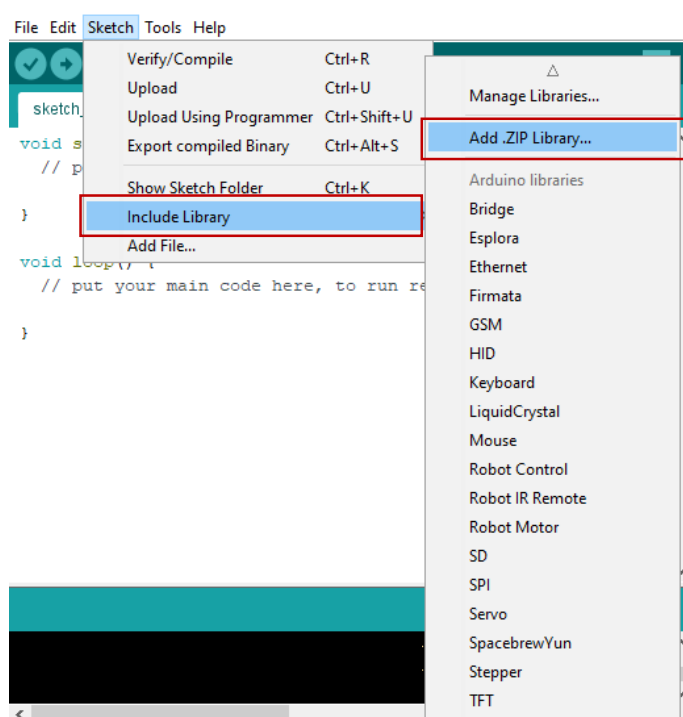 File Edit Sketch Tools Help
Verify/Compile Ctrl+R
Upload Ctrl+U
Upload Using Programmer Ctrl+Shift+U
Export compiled Binary Ctrl+Alt+S
Show Sketch Folder Ctrl+K
Include Library
Add File...
Manage Libraries...
Add .ZIP Library...
Arduino libraries
Bridge
Esplora
Ethernet
Firmata
GSM
HID
Keyboard
LiquidCrystal
Mouse
Robot Control
Robot IR Remote
Robot Motor
SD
SPI
Servo
SpacebrewYun
Stepper
TFT
sketch_
void s
// p
}
void loop() {
// put your main code here, to run re
}